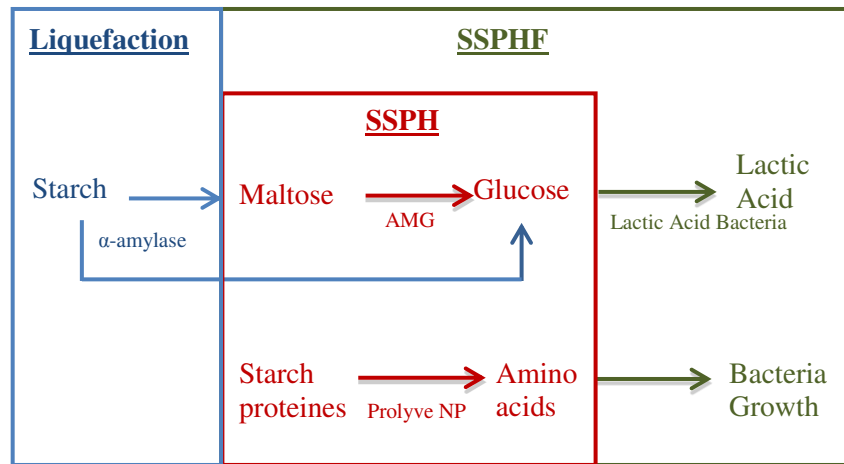 Liquefaction
SSPHF
SSPH
Starch
Maltose
Glucose
Lactic
Acid
α-amylase
AMG
Lactic Acid Bacteria
Starch
proteines
Amino
acids
Prolyve NP
Bacteria
Growth